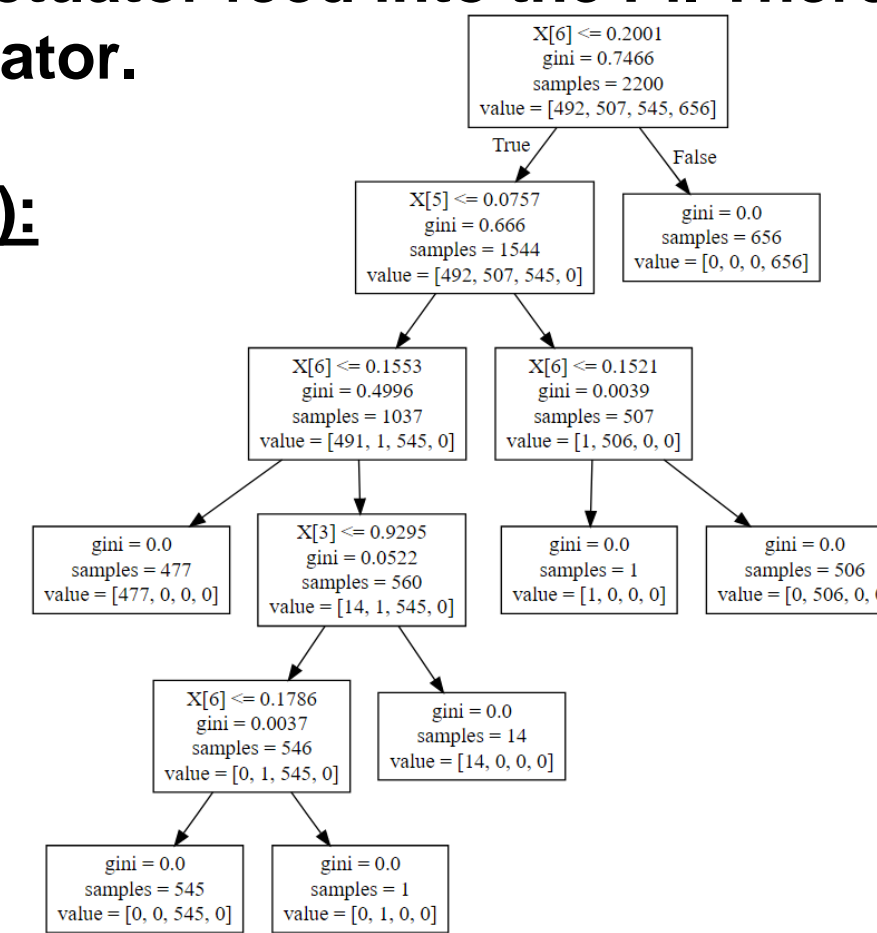 ator.
):
X[6] <= 0.2001
gini = 0.7466
samples = 2200
value = [492, 507, 545, 656]
True
False
X[5] <= 0.0757
gini = 0.666
samples = 1544
value = [492, 507, 545, 0]
gini = 0.0
samples = 656
value = [0, 0, 0, 656]
X[6] <= 0.1553
gini = 0.4996
samples = 1037
value = [491, 1, 545, 0]
X[6] <= 0.1521
gini = 0.0039
samples = 507
value = [1, 506, 0, 0]
gini = 0.0
samples = 477
value = [477, 0, 0, 0]
X[3] <= 0.9295
gini = 0.0522
samples = 560
value = [14, 1, 545, 0]
gini = 0.0
samples = 1
value = [1, 0, 0, 0]
gini = 0.0
samples = 506
value = [0, 506, 0,
X[6] <= 0.1786
gini = 0.0037
samples = 546
value = [0, 1, 545, 0]
gini = 0.0
samples = 14
value = [14, 0, 0, 0]
gini = 0.0
samples = 545
value = [0, 0, 545, 0]
gini = 0.0
samples = 1
value = [0, 1, 0, 0]